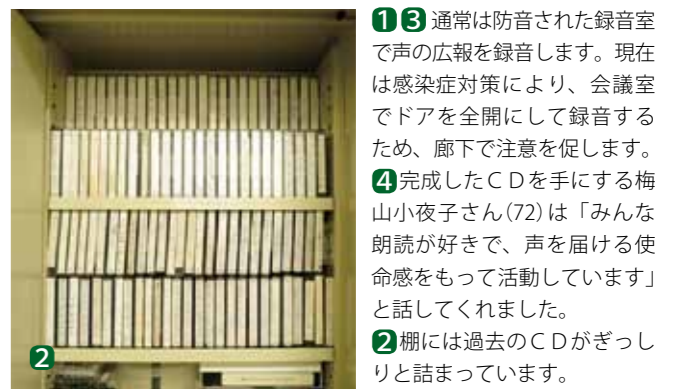 13通常は防音された録音室
で声の広報を録音します。現在
は感染症対策により、会議室
でドアを全開にして録音する
ため、廊下で注意を促します。
4完成したＣＤを手にする梅
山小夜子さん(72)は「みんな
朗読が好きで、声を届ける使
命感をもって活動しています」
と話してくれました。
2棚には過去のＣＤがぎっし
りと詰まっています。
2